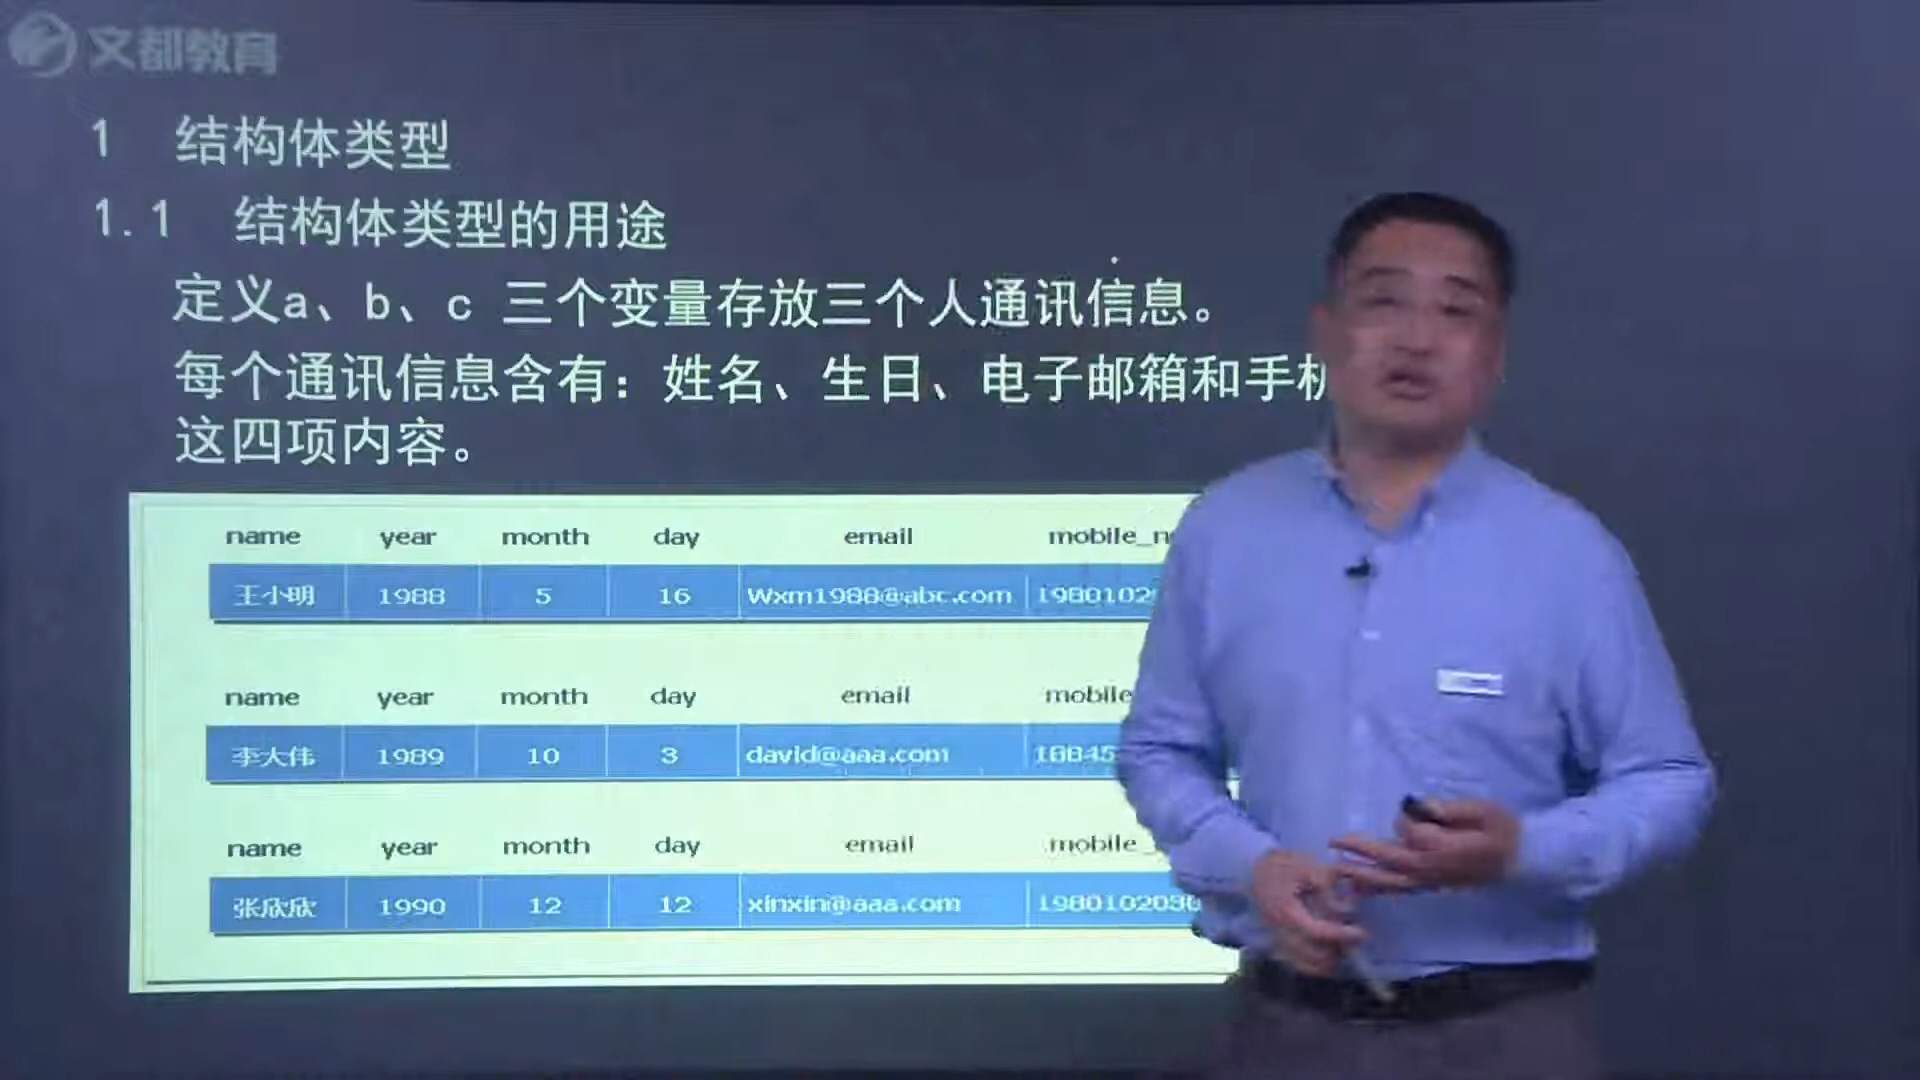 文都教育
1 结构体类型
1.1 结构体类型的用途
定义a、b、c 三个变量存放三个人通讯信息。
每个通讯信息含有：姓名、生日、电子邮箱和手机
这四项内容。
name year month day email
王小明 1988 5 16 Wxm1988@abc.com
name year month day email
李大伟 1989 10 3 david@aaa.com
name year month day email
张欣欣 1990 12 12 xinxin@aaa.com